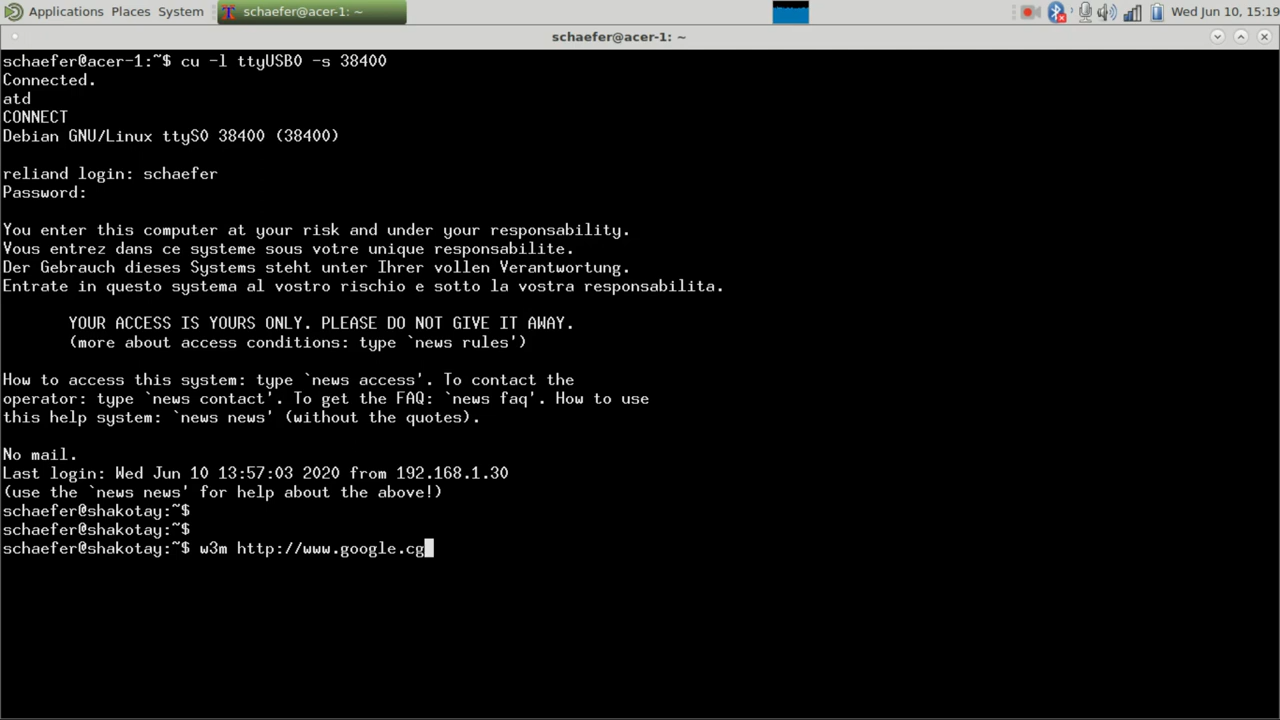 Applications Places System schaefer@acer-1: ~ Wed Jun 10, 15:19
schaefer@acer-1: ~
schaefer@acer-1:~$ cu -l ttyUSB0 -s 38400
Connected.
atd
CONNECT
Debian GNU/Linux ttyS0 38400 (38400)
reliand login: schaefer
Password:
You enter this computer at your risk and under your responsability.
Vous entrez dans ce systeme sous votre unique responsabilite.
Der Gebrauch dieses Systems steht unter Ihrer vollen Verantwortung.
Entrate in questo systema al vostro rischio e sotto la vostra responsabilita.
YOUR ACCESS IS YOURS ONLY. PLEASE DO NOT GIVE IT AWAY.
(more about access conditions: type `news rules')
How to access this system: type `news access'. To contact the
operator: type `news contact'. To get the FAQ: `news faq'. How to use
this help system: `news news' (without the quotes).
No mail.
Last login: Wed Jun 10 13:57:03 2020 from 192.168.1.30
(use the `news news' for help about the above!)
schaefer@shakotay:~$
schaefer@shakotay:~$
schaefer@shakotay:~$ w3m http://www.google.cg